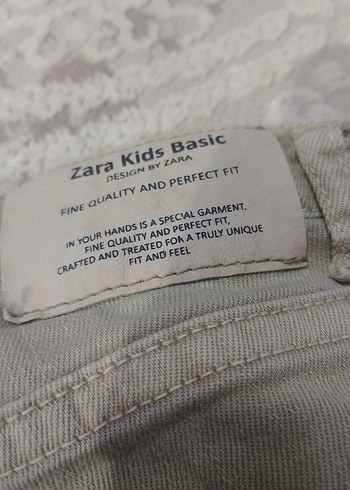 Zara Kids Basic
DESIGN BY ZARA
FINE QUALITY AND PERFECT FIT
IN YOUR HANDS IS A SPECIAL GARMENT,
FINE QUALITY AND PERFECT FIT,
CRAFTED AND TREATED FOR A TRULY UNIQUE
FIT AND FEEL